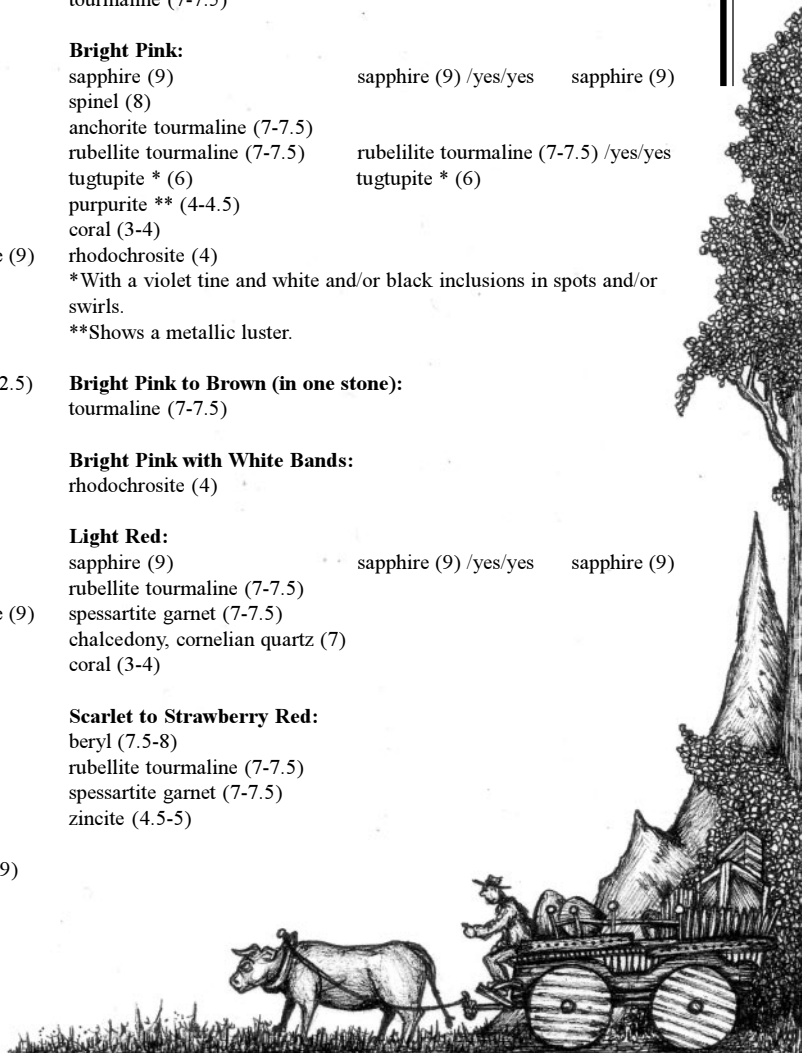 tourmaline (7-7.5)
Bright Pink:
sapphire (9) sapphire (9) /yes/yes sapphire (9)
spinel (8)
anchorite tourmaline (7-7.5)
rubellite tourmaline (7-7.5) rubelilite tourmaline (7-7.5) /yes/yes
tugtupite * (6) tugtupite * (6)
purpurite ** (4-4.5)
coral (3-4)
e (9) rhodochrosite (4)
*With a violet tine and white and/or black inclusions in spots and/or
swirls.
**Shows a metallic luster.
2.5) Bright Pink to Brown (in one stone):
tourmaline (7-7.5)
Bright Pink with White Bands:
rhodochrosite (4)
Light Red:
sapphire (9) sapphire (9) /yes/yes sapphire (9)
rubellite tourmaline (7-7.5)
e (9) spessartite garnet (7-7.5)
chalcedony, cornelian quartz (7)
coral (3-4)
Scarlet to Strawberry Red:
beryl (7.5-8)
rubellite tourmaline (7-7.5)
spessartite garnet (7-7.5)
zincite (4.5-5)
9)